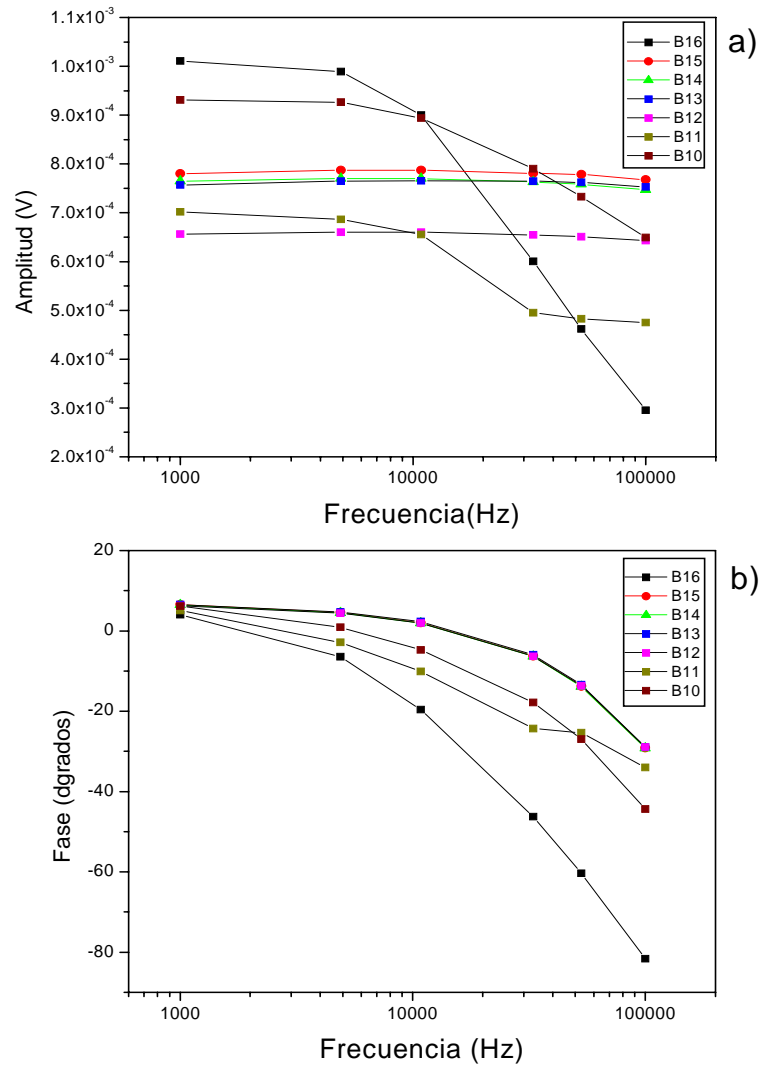 a)
1.1x10-3
1.0x10-3
9.0x10-4
8.0x10-4
7.0x10-4
6.0x10-4
5.0x10-4
4.0x10-4
3.0x10-4
2.0x10-4
Amplitud (V)
B16
B15
B14
B13
B12
B11
B10
1000 10000 100000
Frecuencia(Hz)
b)
20
0
-20
-40
-60
-80
Fase (dgrados)
B16
B15
B14
B13
B12
B11
B10
1000 10000 100000
Frecuencia (Hz)